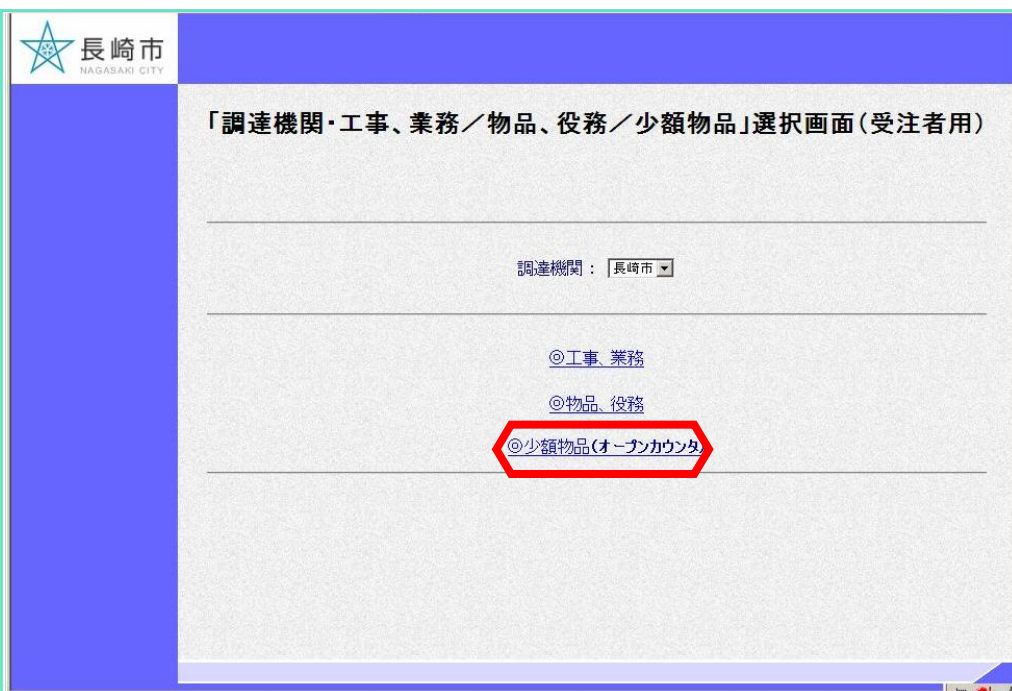 長崎市
NAGASAKI CITY
「調達機関・工事、業務／物品、役務／少額物品」選択画面（受注者用）
調達機関： 長崎市
◎工事、業務
◎物品、役務
◎少額物品(オープンカウンタ)